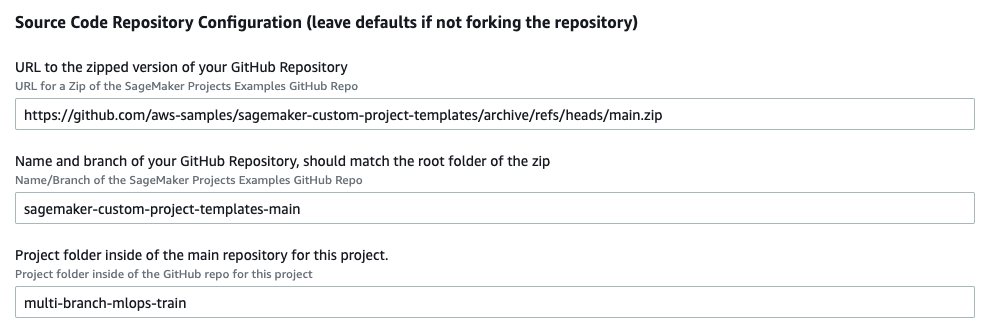 Source Code Repository Configuration (leave defaults if not forking the repository)
URL to the zipped version of your GitHub Repository
URL for a Zip of the SageMaker Projects Examples GitHub Repo
https://github.com/aws-samples/sagemaker-custom-project-templates/archive/refs/heads/main.zip
Name and branch of your GitHub Repository, should match the root folder of the zip
Name/Branch of the SageMaker Projects Examples GitHub Repo
sagemaker-custom-project-templates-main
Project folder inside of the main repository for this project.
Project folder inside of the GitHub repo for this project
multi-branch-mlops-train